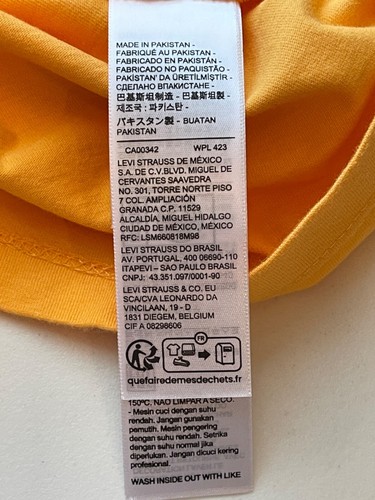 MADE IN PAKISTAN -
FABRIQUÉ AU PAKISTAN -
FABRICADO EN PAKISTÁN -
FABRICADO NO PAQUISTÃO -
PAKİSTAN'DA ÜRETİLMİŞTİR -
СДЕЛАНО ВПАКИСТАНЕ -
巴基斯坦制造 - 巴基斯坦製 -
제조국 : 파키스탄 -
パキスタン製 - BUATAN
PAKISTAN
CA00342 WPL 423
LEVI STRAUSS DE MÉXICO
S.A. DE C.V.BLVD. MIGUEL DE
CERVANTES SAAVEDRA
NO. 301, TORRE NORTE PISO
7 COL. AMPLIACIÓN
GRANADA C.P. 11529
ALCALDÍA, MIGUEL HIDALGO
CIUDAD DE MÉXICO, MÉXICO
RFC: LSM660818M98
LEVI STRAUSS DO BRASIL
AV. PORTUGAL, 400 06690-110
ITAPEVI – SAO PAULO BRASIL
CNPJ: 43.351.097/0001-90
LEVI STRAUSS & CO. EU
SCA/CVA LEONARDO DA
VINCILAAN, 19 - D
1831 DIEGEM, BELGIUM
CIF A 08298606
FR
quefairedemesdechets.fr
150ºC. NÃO LIMPAR A SECO.
- Mesin cuci dengan suhu
rendah. Jangan gunakan
pemutih. Mesin pengering
dengan suhu rendah. Setrika
dengan suhu normal jika
diperlukan. Jangan dicuci kering
profesional.
WASH INSIDE OUT WITH LIKE